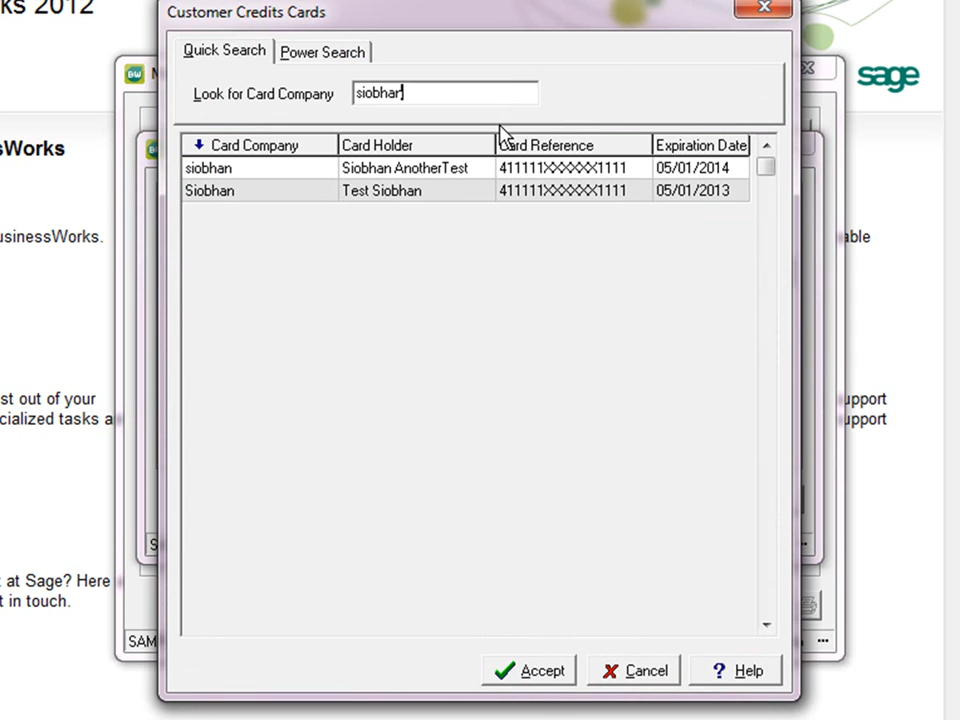 ks 2012
Customer Credits Cards
Quick Search
Power Search
sage
Look for Card Company
siobhan
BW
sWorks
Card Company Card Holder Card Reference Expiration Date
siobhan Siobhan AnotherTest 411111XXXXXX1111 05/01/2014
Siobhan Test Siobhan 411111XXXXXX1111 05/01/2013
usinessWorks.
able
st out of your
upport
cialized tasks a
upport
S
...
t at Sage? Here
t in touch.
SAM
...
Accept Cancel ? Help